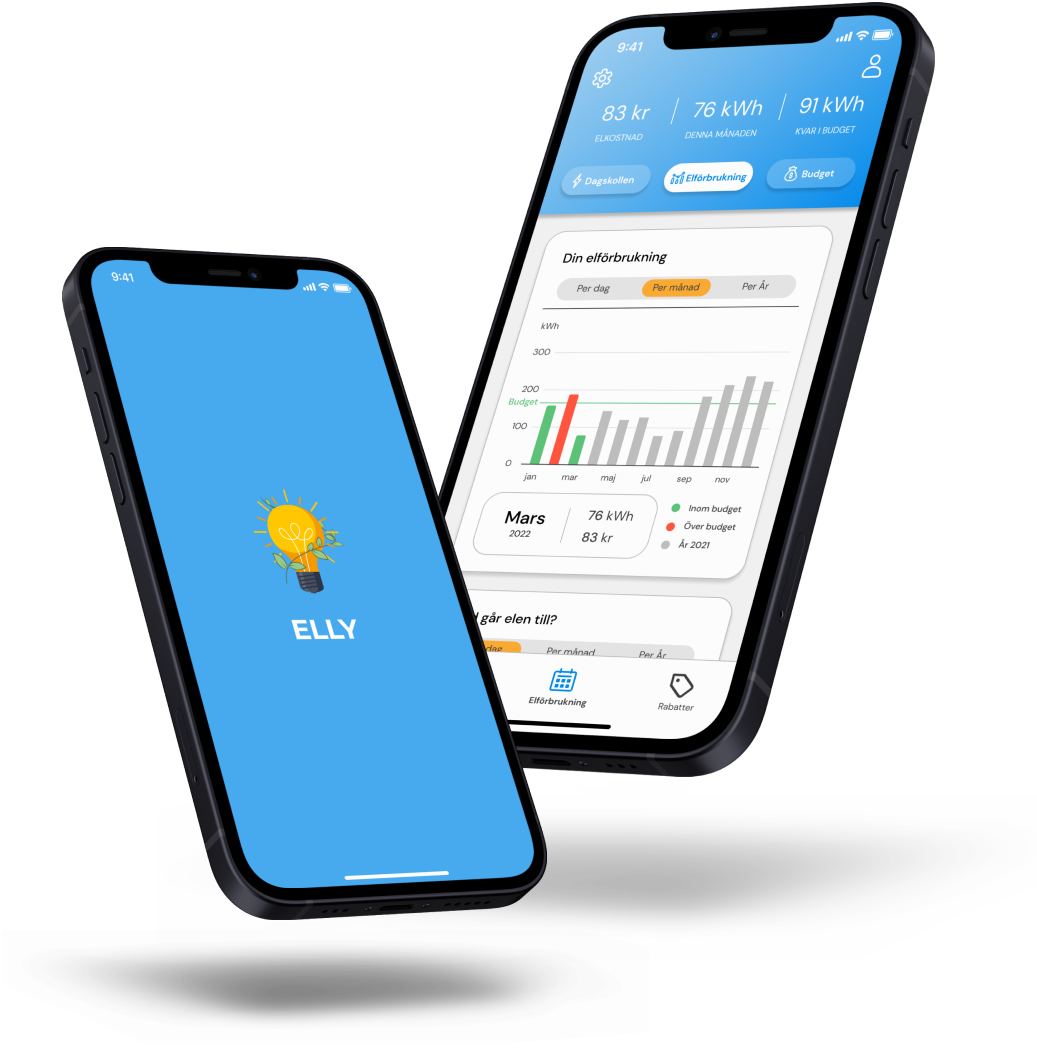 9:41
ELLY
9:41
83 kr
76 kWh
91 kWh
ELKOSTNAD
DENNA MÅNADEN
KVAR I BUDGET
Dagskollen
Elförbrukning
Budget
Din elförbrukning
Per dag
Per månad
Per År
kWh
300
200
Budget
100
0
jan
mar
maj
jul
sep
nov
Mars
2022
76 kWh
83 kr
Inom budget
Över budget
År 2021
går elen till?
dag
Per månad
Per År
Elförbrukning
Rabatter